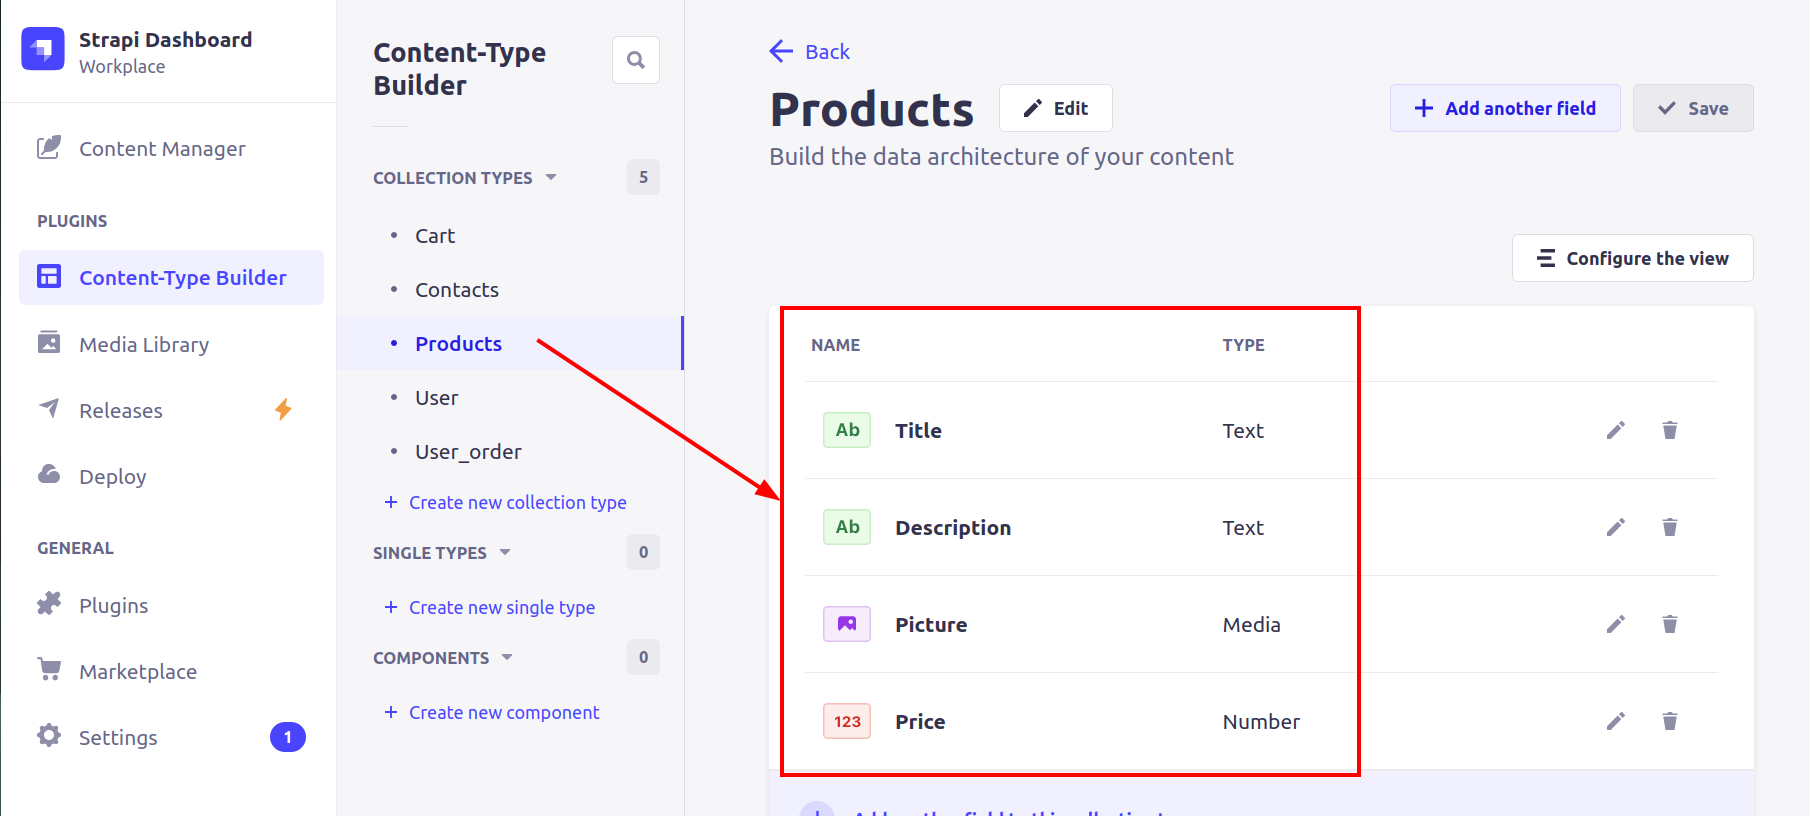 Strapi Dashboard
Workplace
Content Manager
PLUGINS
Content-Type Builder
Media Library
Releases
Deploy
GENERAL
Plugins
Marketplace
Settings
1
Content-Type
Builder
COLLECTION TYPES
5
Cart
Contacts
Products
User
User_order
+ Create new collection type
SINGLE TYPES
0
+ Create new single type
COMPONENTS
0
+ Create new component
Back
Products
Edit
+ Add another field
Save
Build the data architecture of your content
Configure the view
NAME TYPE
Ab Title Text
Ab Description Text
Picture Media
123 Price Number